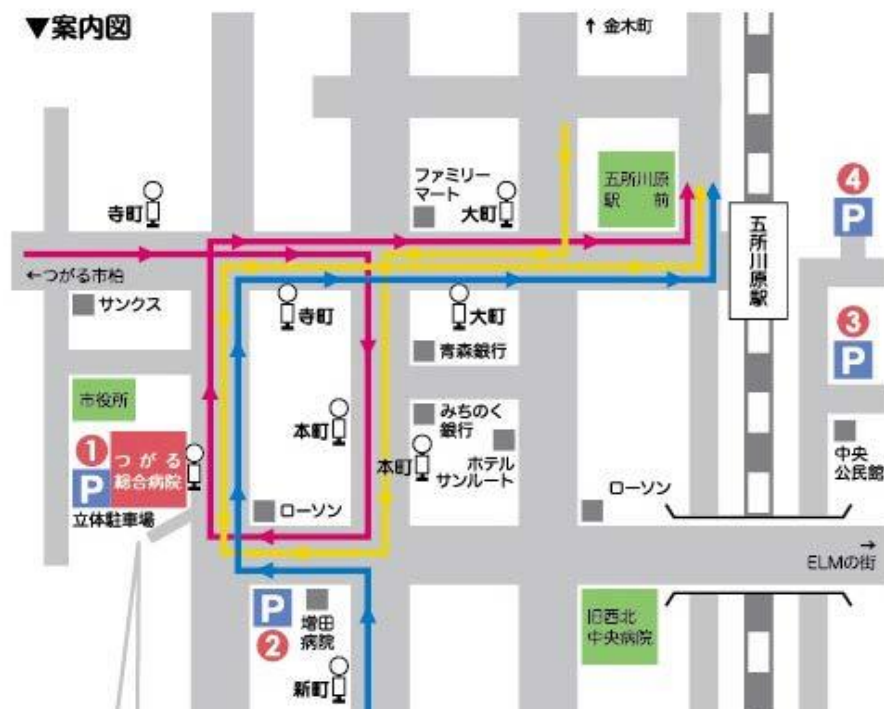 ▼案内図
↑ 金木町
ファミリー
マート
五所川原
駅 前
4
P
寺町
大町
五所川原駅
←つがる市柏
サンクス
寺町
大町
3
P
青森銀行
市役所
みちのく
銀行
本町
本町
ホテル
サンルート
中央
公民館
1
P
つがる
総合病院
立体駐車場
ローソン
ローソン
→
ELMの街
P
2
増田
病院
旧西北
中央病院
新町